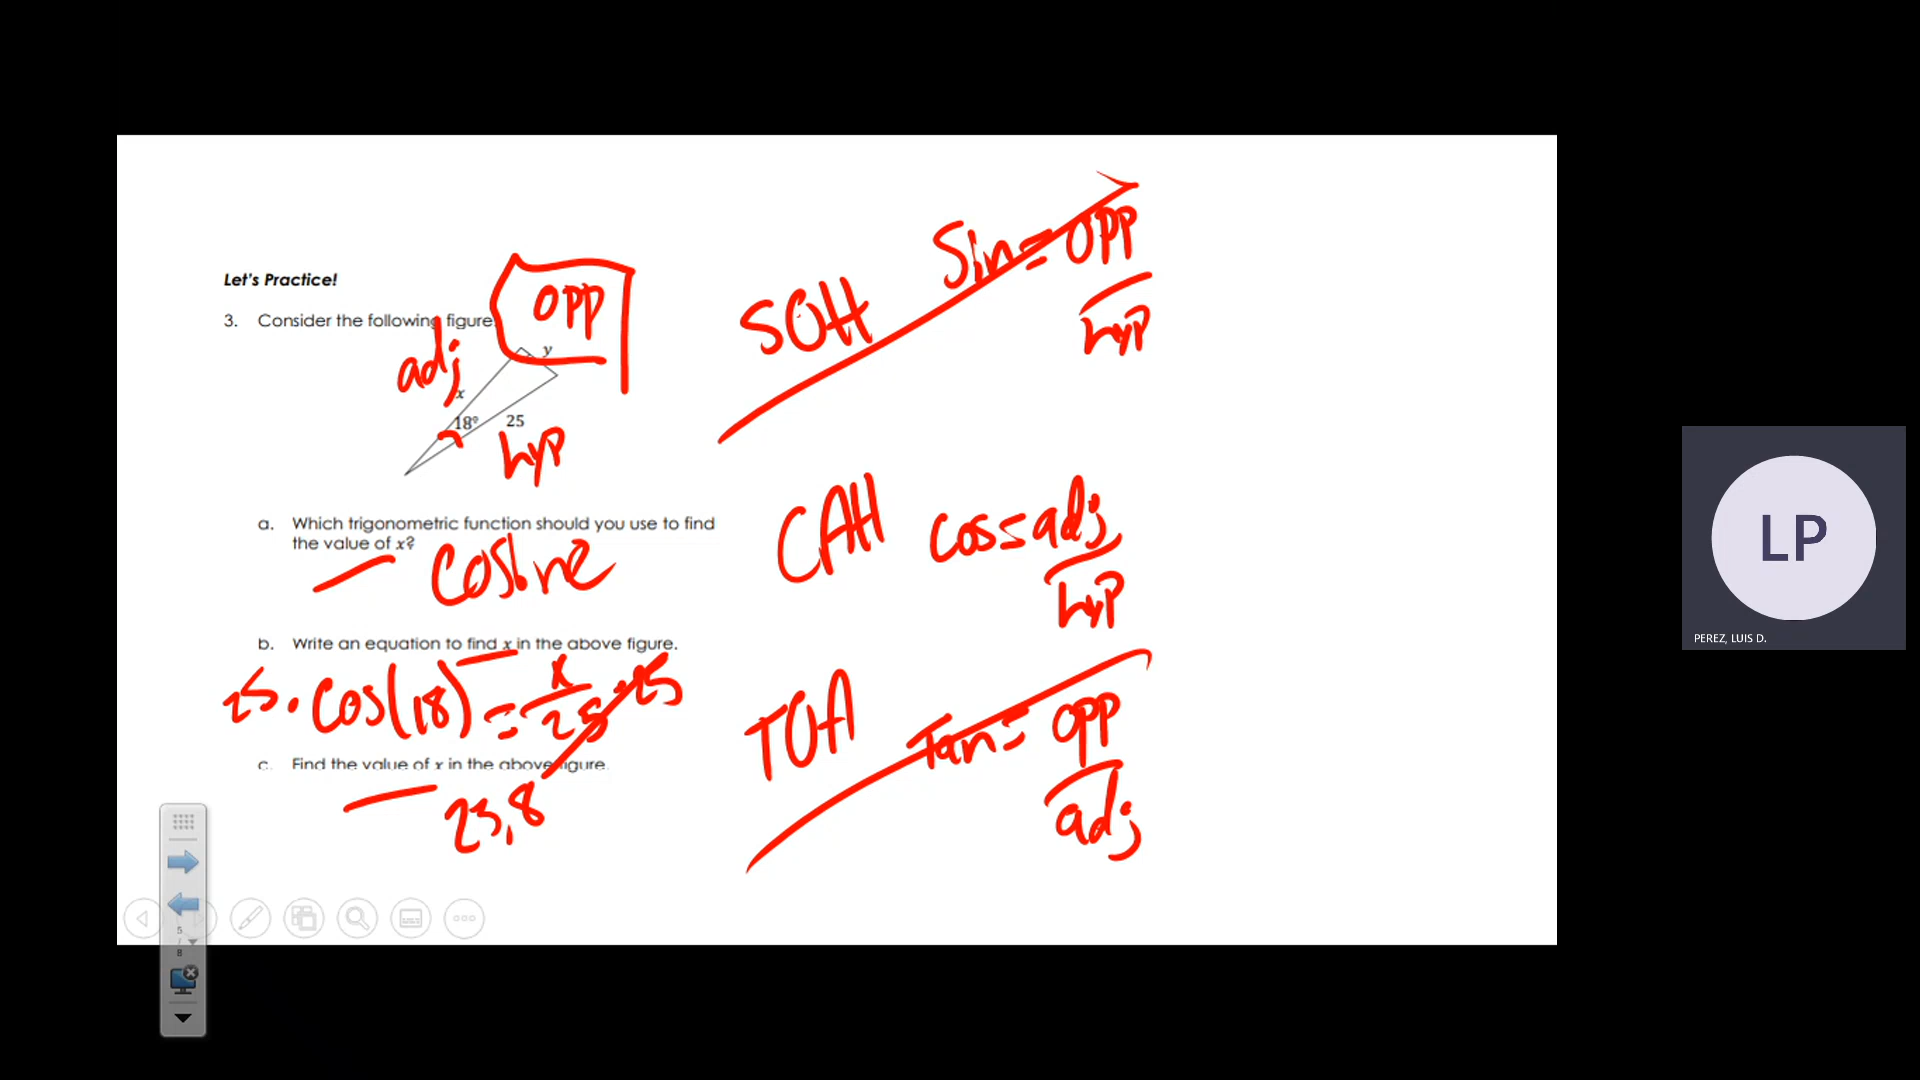 Let's Practice!
3. Consider the following figure
opp
adj
y
x
18°
25
hyp
a. Which trigonometric function should you use to find
the value of x?
— Cosine
b. Write an equation to find x in the above figure.
25 · Cos(18) = x/25 · 25
c. Find the value of x in the above figure.
— 23,8
SOH Sin = opp/hyp
CAH cos = adj/hyp
TOA Tan = opp/adj
5
/
8
LP
PEREZ, LUIS D.